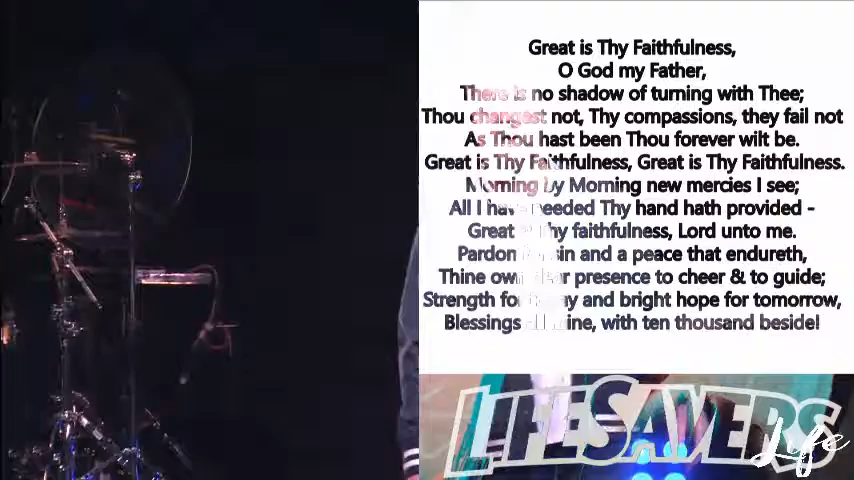 Great is Thy Faithfulness,
O God my Father,
There is no shadow of turning with Thee;
Thou changest not, Thy compassions, they fail not
As Thou hast been Thou forever wilt be.
Great is Thy Faithfulness, Great is Thy Faithfulness.
Morning by Morning new mercies I see;
All I have needed Thy hand hath provided -
Great Thy faithfulness, Lord unto me.
Pardon sin and a peace that endureth,
Thine own dear presence to cheer & to guide;
Strength for and bright hope for tomorrow,
Blessings all mine, with ten thousand beside!
LIFESAVERS
Life